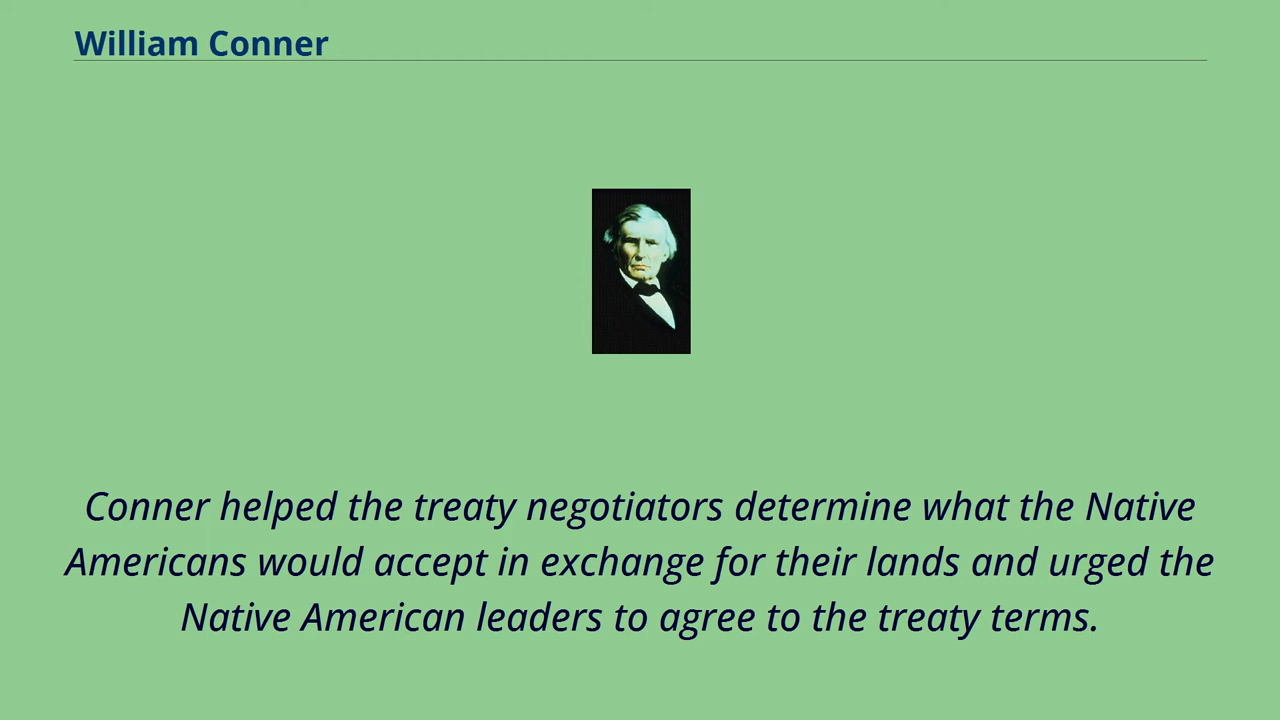 William Conner
Conner helped the treaty negotiators determine what the Native
Americans would accept in exchange for their lands and urged the
Native American leaders to agree to the treaty terms.